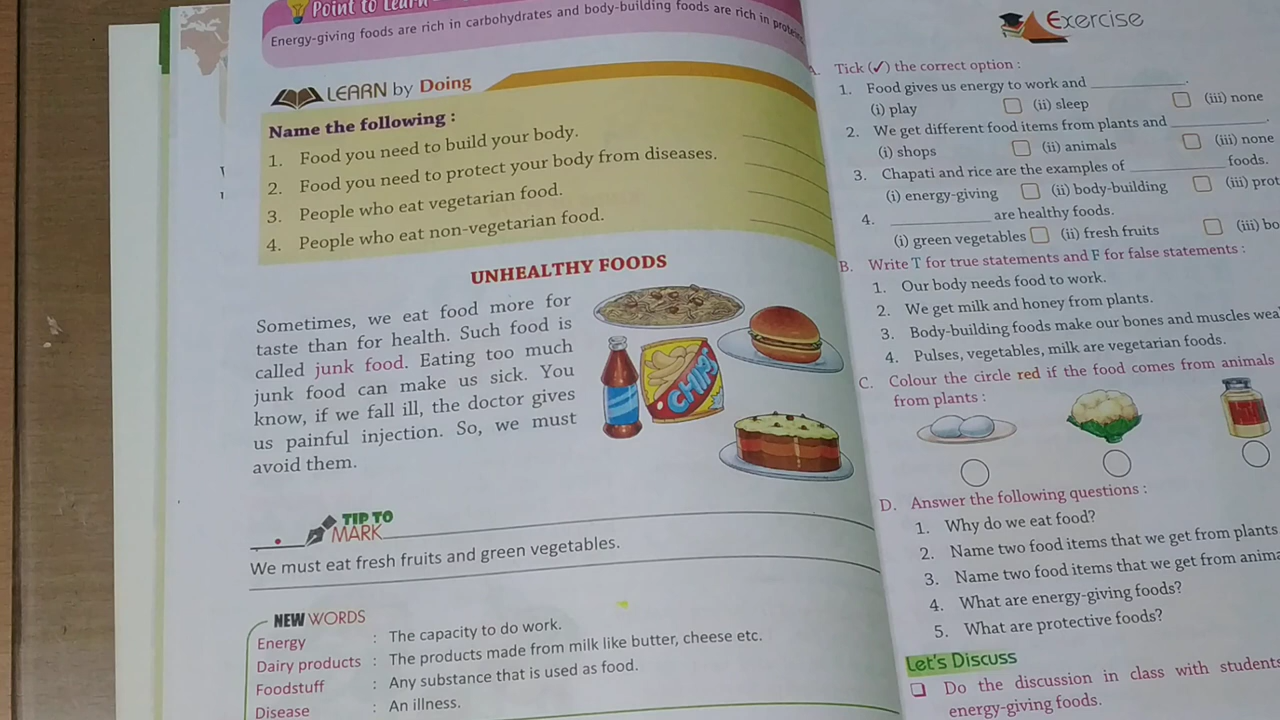 Point to Learn
Energy-giving foods are rich in carbohydrates and body-building foods are rich in proteins
LEARN by Doing
Name the following :
1. Food you need to build your body.
2. Food you need to protect your body from diseases.
3. People who eat vegetarian food.
4. People who eat non-vegetarian food.
UNHEALTHY FOODS
Sometimes, we eat food more for
taste than for health. Such food is
called junk food. Eating too much
junk food can make us sick. You
know, if we fall ill, the doctor gives
us painful injection. So, we must
avoid them.
CHIPS
TIP TO
MARK
We must eat fresh fruits and green vegetables.
NEW WORDS
Energy : The capacity to do work.
Dairy products : The products made from milk like butter, cheese etc.
Foodstuff : Any substance that is used as food.
Disease : An illness.
Exercise
A. Tick (✓) the correct option :
1. Food gives us energy to work and __________.
(i) play (ii) sleep (iii) none
2. We get different food items from plants and __________.
(i) shops (ii) animals (iii) none
3. Chapati and rice are the examples of __________ foods.
(i) energy-giving (ii) body-building (iii) prot
4. __________ are healthy foods.
(i) green vegetables (ii) fresh fruits (iii) bo
B. Write T for true statements and F for false statements :
1. Our body needs food to work.
2. We get milk and honey from plants.
3. Body-building foods make our bones and muscles wea
4. Pulses, vegetables, milk are vegetarian foods.
C. Colour the circle red if the food comes from animals
from plants :
D. Answer the following questions :
1. Why do we eat food?
2. Name two food items that we get from plants
3. Name two food items that we get from anima
4. What are energy-giving foods?
5. What are protective foods?
Let's Discuss
Do the discussion in class with students
energy-giving foods.